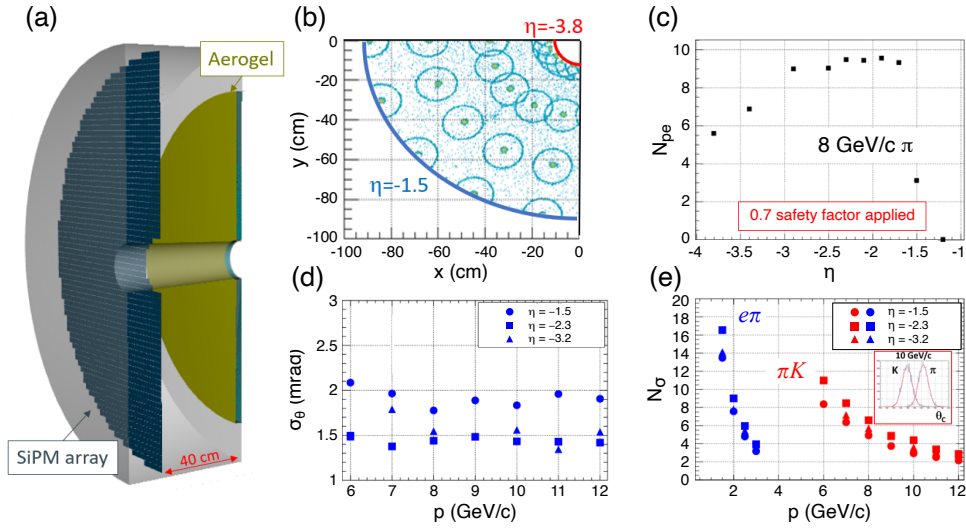 (a)
Aerogel
SiPM array
40 cm
(b)
η=-3.8
0
-20
-40
-60
-80
-100
y (cm)
η=-1.5
-100 -80 -60 -40 -20 0
x (cm)
(c)
10
8
6
4
2
0
N_pe
8 GeV/c π
0.7 safety factor applied
-4 -3.5 -3 -2.5 -2 -1.5 -1
η
(d)
3
2.5
2
1.5
1
σ_θ (mrad)
η = −1.5
η = −2.3
η = −3.2
6 7 8 9 10 11 12
p (GeV/c)
(e)
20
18
16
14
12
10
8
6
4
2
0
N_σ
eπ
πK
η = -1.5
η = -2.3
η = -3.2
10 GeV/c
K π
θ_c
2 4 6 8 10 12
p (GeV/c)